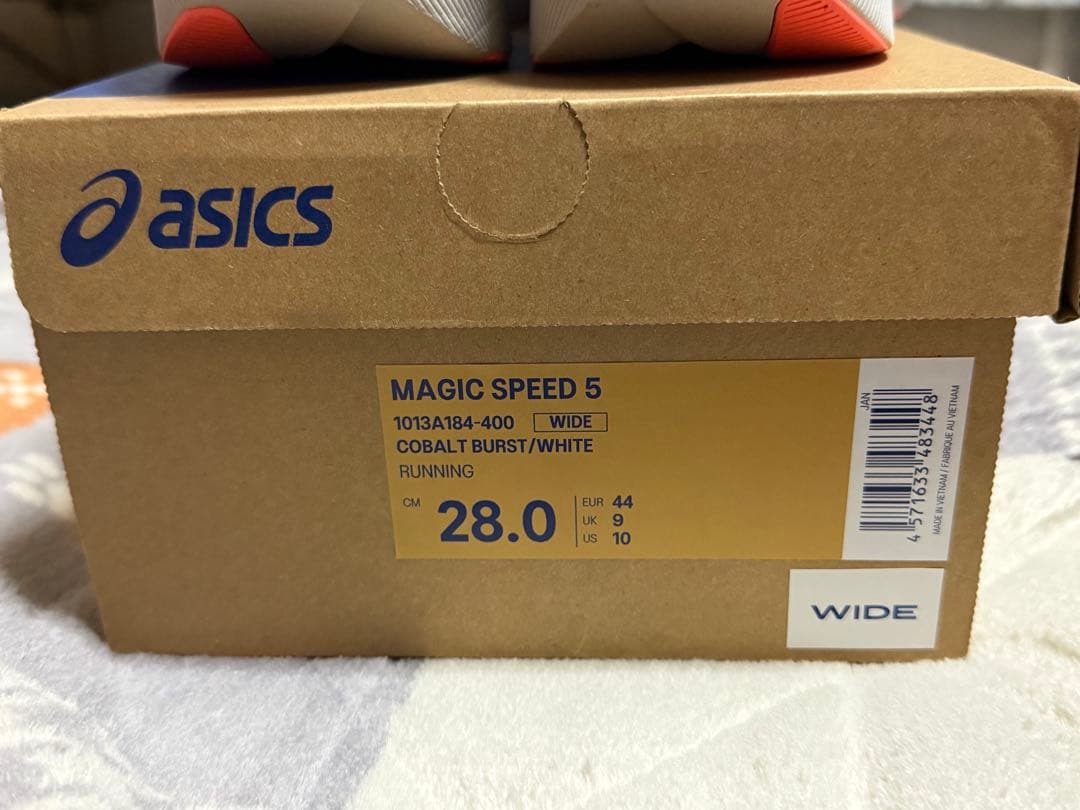 asics
MAGIC SPEED 5
1013A184-400 WIDE
COBALT BURST/WHITE
RUNNING
CM 28.0
EUR 44
UK 9
US 10
JAN
4 571633 483448
MADE IN VIETNAM / FABRIQUE AU VIETNAM
WIDE